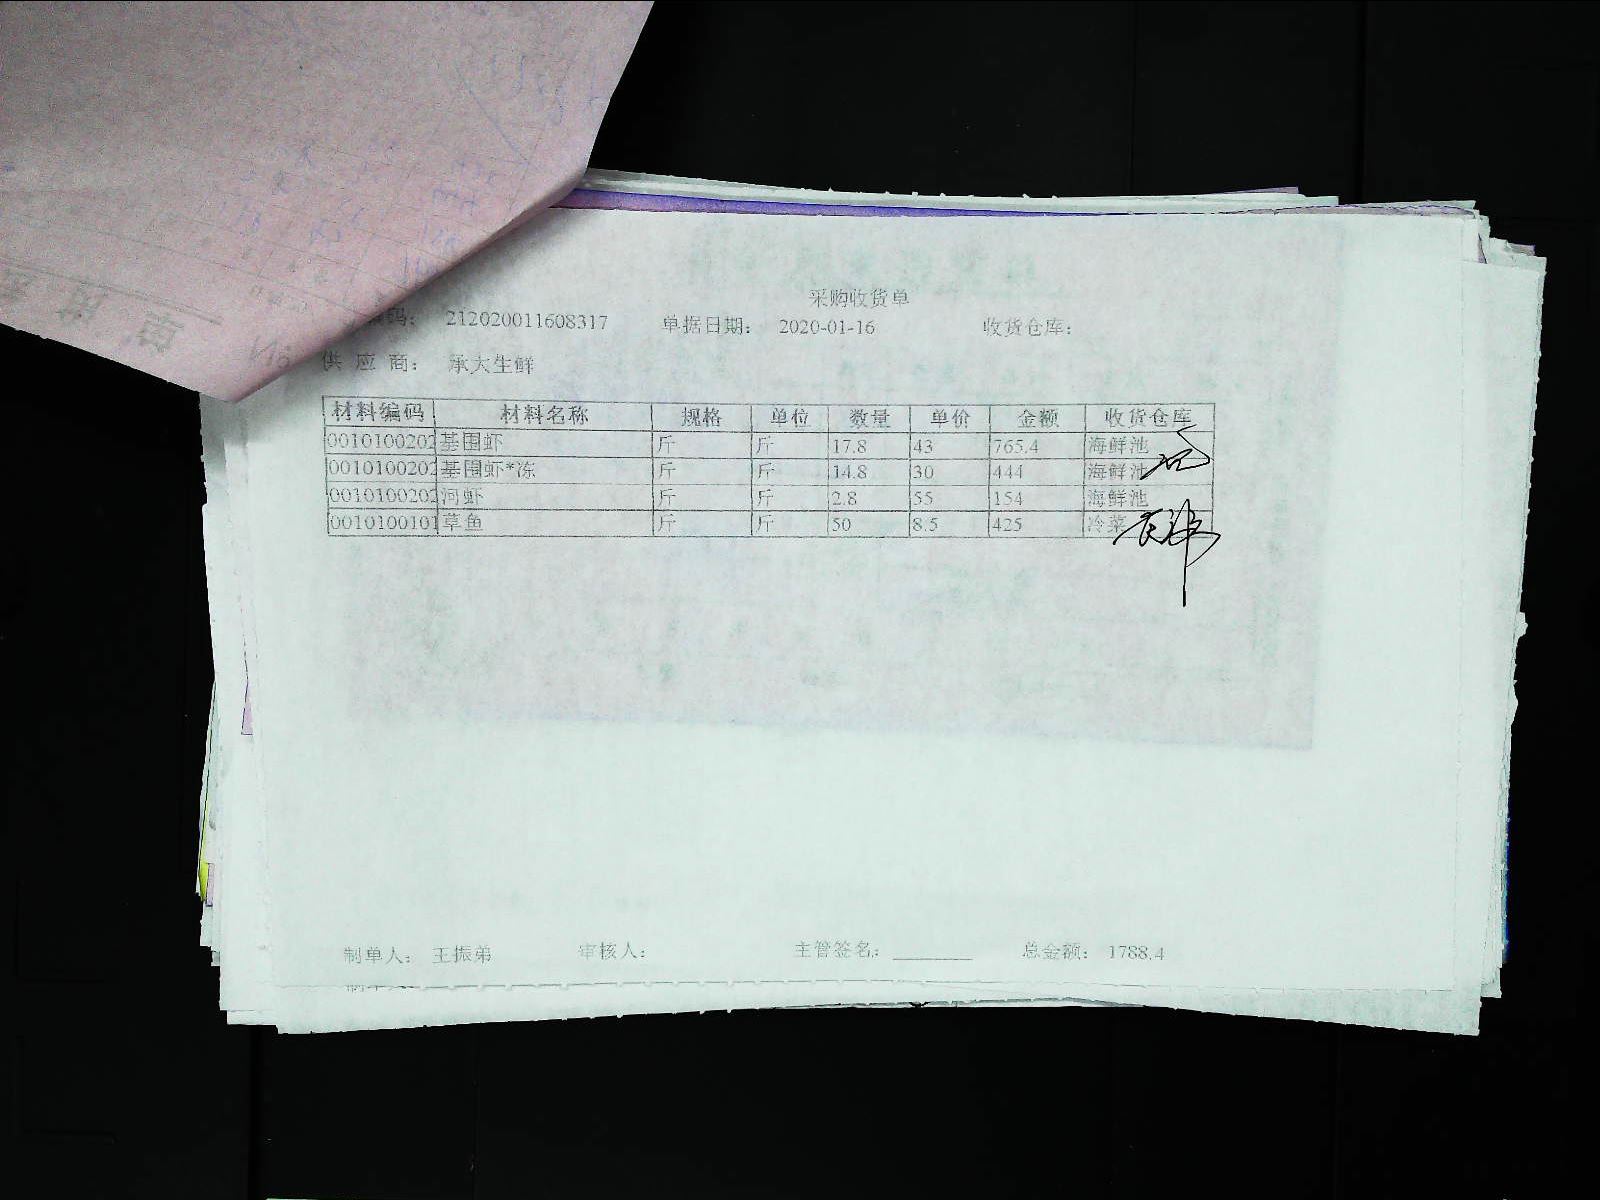 采购收货单
码： 212020011608317 单据日期： 2020-01-16 收货仓库：
供 应 商： 承大生鲜
材料编码 材料名称 规格 单位 数量 单价 金额 收货仓库
0010100202 基围虾 斤 斤 17.8 43 765.4 海鲜池
0010100202 基围虾*冻 斤 斤 14.8 30 444 海鲜池
0010100202 河虾 斤 斤 2.8 55 154 海鲜池
0010100101 草鱼 斤 斤 50 8.5 425 冷菜
制单人： 王振弟 审核人： 主管签名： 总金额： 1788.4